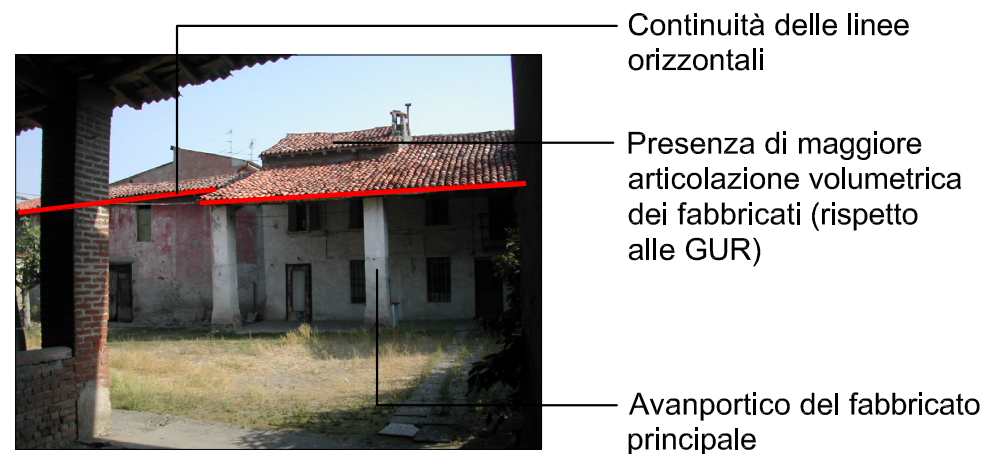 Continuità delle linee
orizzontali
Presenza di maggiore
articolazione volumetrica
dei fabbricati (rispetto
alle GUR)
Avanportico del fabbricato
principale